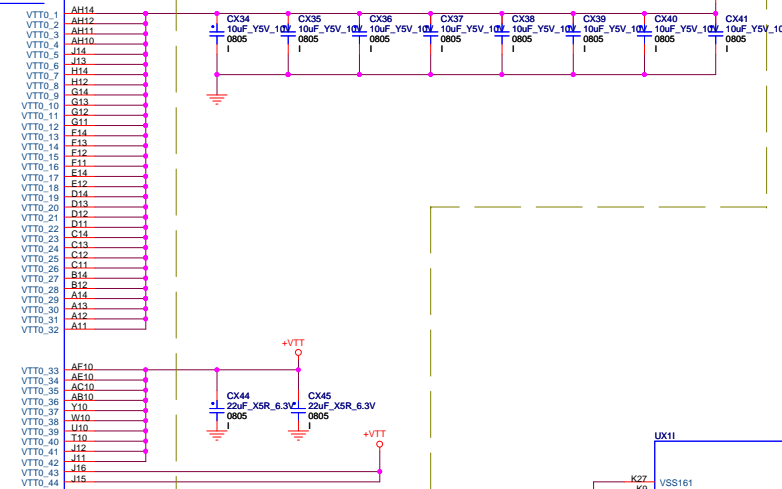 VTT0_1 AH14
VTT0_2 AH12
VTT0_3 AH11
VTT0_4 AH10
VTT0_5 J14
VTT0_6 J13
VTT0_7 H14
VTT0_8 H12
VTT0_9 G14
VTT0_10 G13
VTT0_11 G12
VTT0_12 G11
VTT0_13 F14
VTT0_14 F13
VTT0_15 F12
VTT0_16 F11
VTT0_17 E14
VTT0_18 E12
VTT0_19 D14
VTT0_20 D13
VTT0_21 D12
VTT0_22 D11
VTT0_23 C14
VTT0_24 C13
VTT0_25 C12
VTT0_26 C11
VTT0_27 B14
VTT0_28 B12
VTT0_29 A14
VTT0_30 A13
VTT0_31 A12
VTT0_32 A11
CX34
10uF_Y5V_10V
0805
I
CX35
10uF_Y5V_10V
0805
I
CX36
10uF_Y5V_10V
0805
I
CX37
10uF_Y5V_10V
0805
I
CX38
10uF_Y5V_10V
0805
I
CX39
10uF_Y5V_10V
0805
I
CX40
10uF_Y5V_10V
0805
I
CX41
10uF_Y5V_10
0805
I
VTT0_33 AF10
VTT0_34 AE10
VTT0_35 AC10
VTT0_36 AB10
VTT0_37 Y10
VTT0_38 W10
VTT0_39 U10
VTT0_40 T10
VTT0_41 J12
VTT0_42 J11
VTT0_43 J16
VTT0_44 J15
+VTT
CX44
22uF_X5R_6.3V
0805
I
CX45
22uF_X5R_6.3V
0805
I
+VTT
UX1I
K27 VSS161